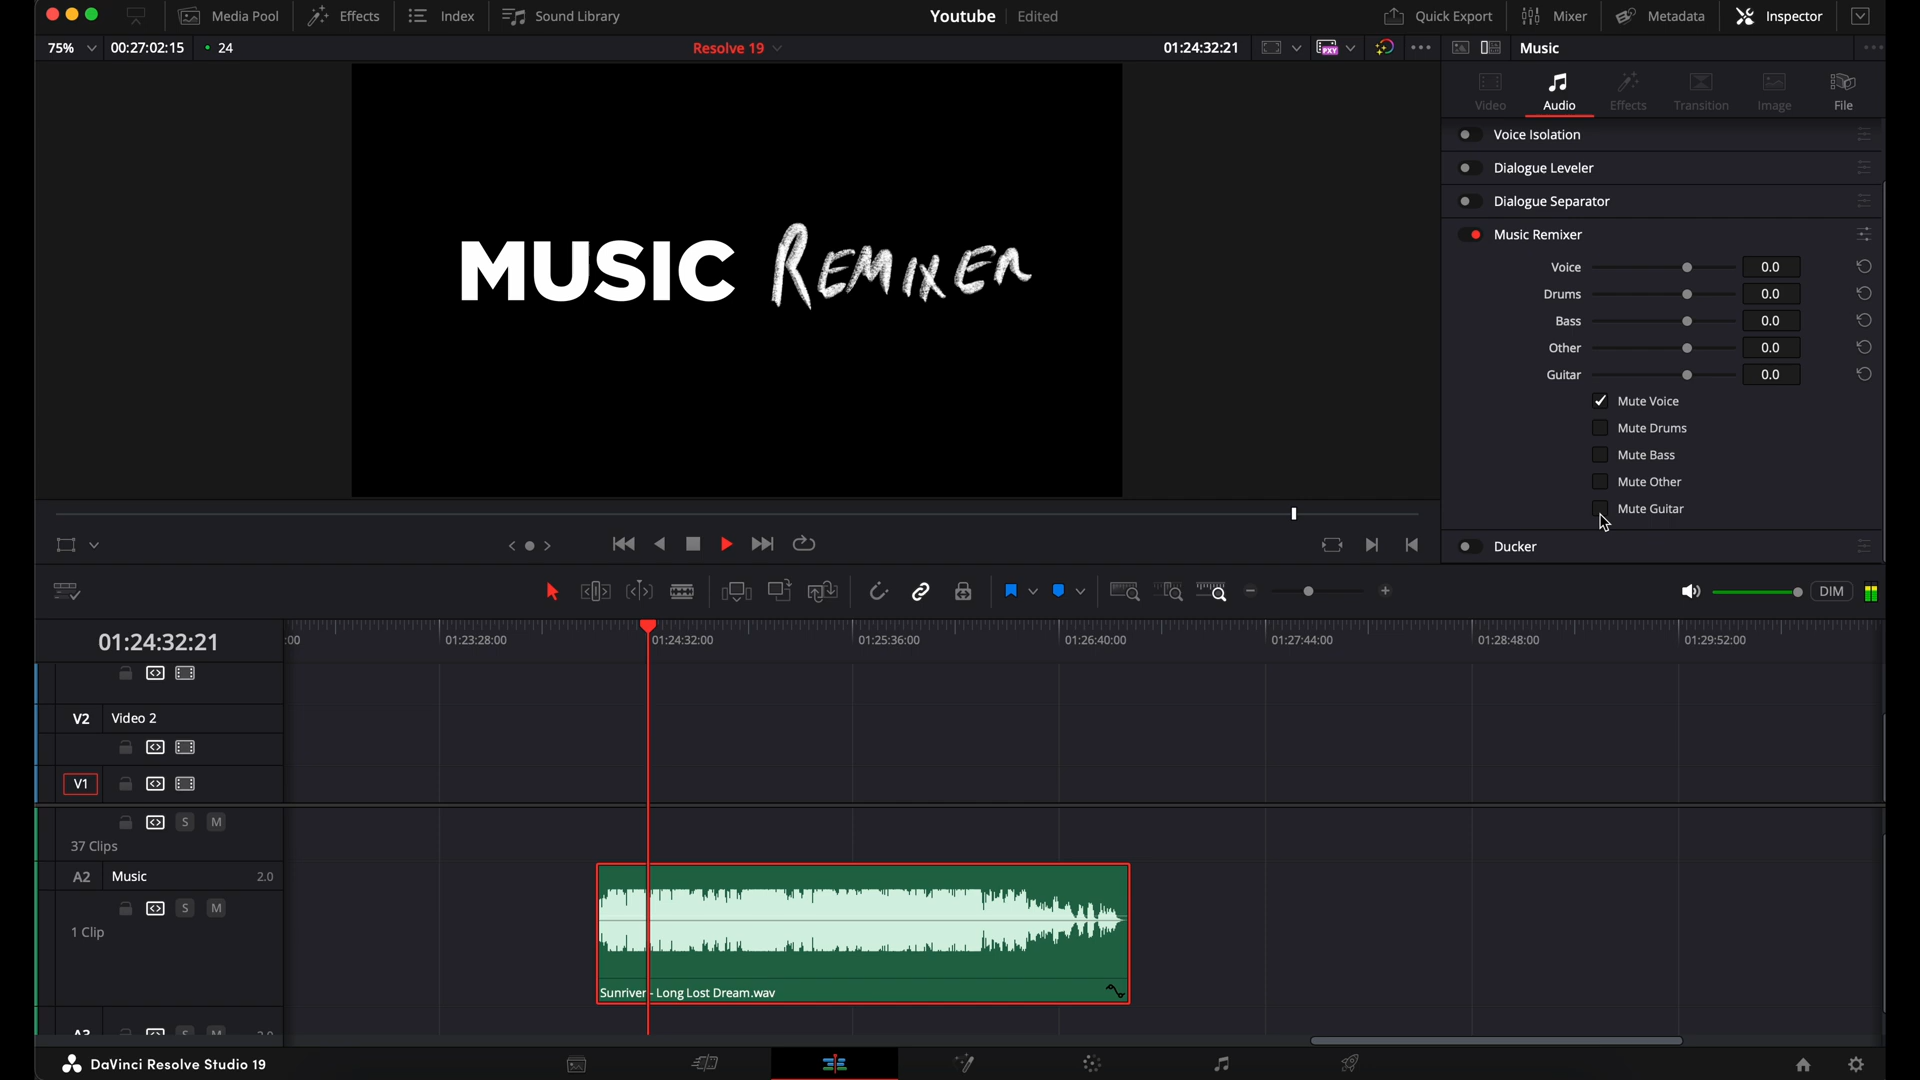 Media Pool Effects Index Sound Library Youtube Edited Quick Export Mixer Metadata Inspector
75% 00:27:02:15 24 Resolve 19 01:24:32:21 PXY Music
Video Audio Effects Transition Image File
Voice Isolation
Dialogue Leveler
Dialogue Separator
Music Remixer
Voice 0.0
Drums 0.0
Bass 0.0
Other 0.0
Guitar 0.0
Mute Voice
Mute Drums
Mute Bass
Mute Other
Mute Guitar
Ducker
MUSIC REMIXER
DIM
01:24:32:21 :00 01:23:28:00 01:24:32:00 01:25:36:00 01:26:40:00 01:27:44:00 01:28:48:00 01:29:52:00
V2 Video 2
V1
S M
37 Clips
A2 Music 2.0
S M
1 Clip
Sunriver - Long Lost Dream.wav
DaVinci Resolve Studio 19